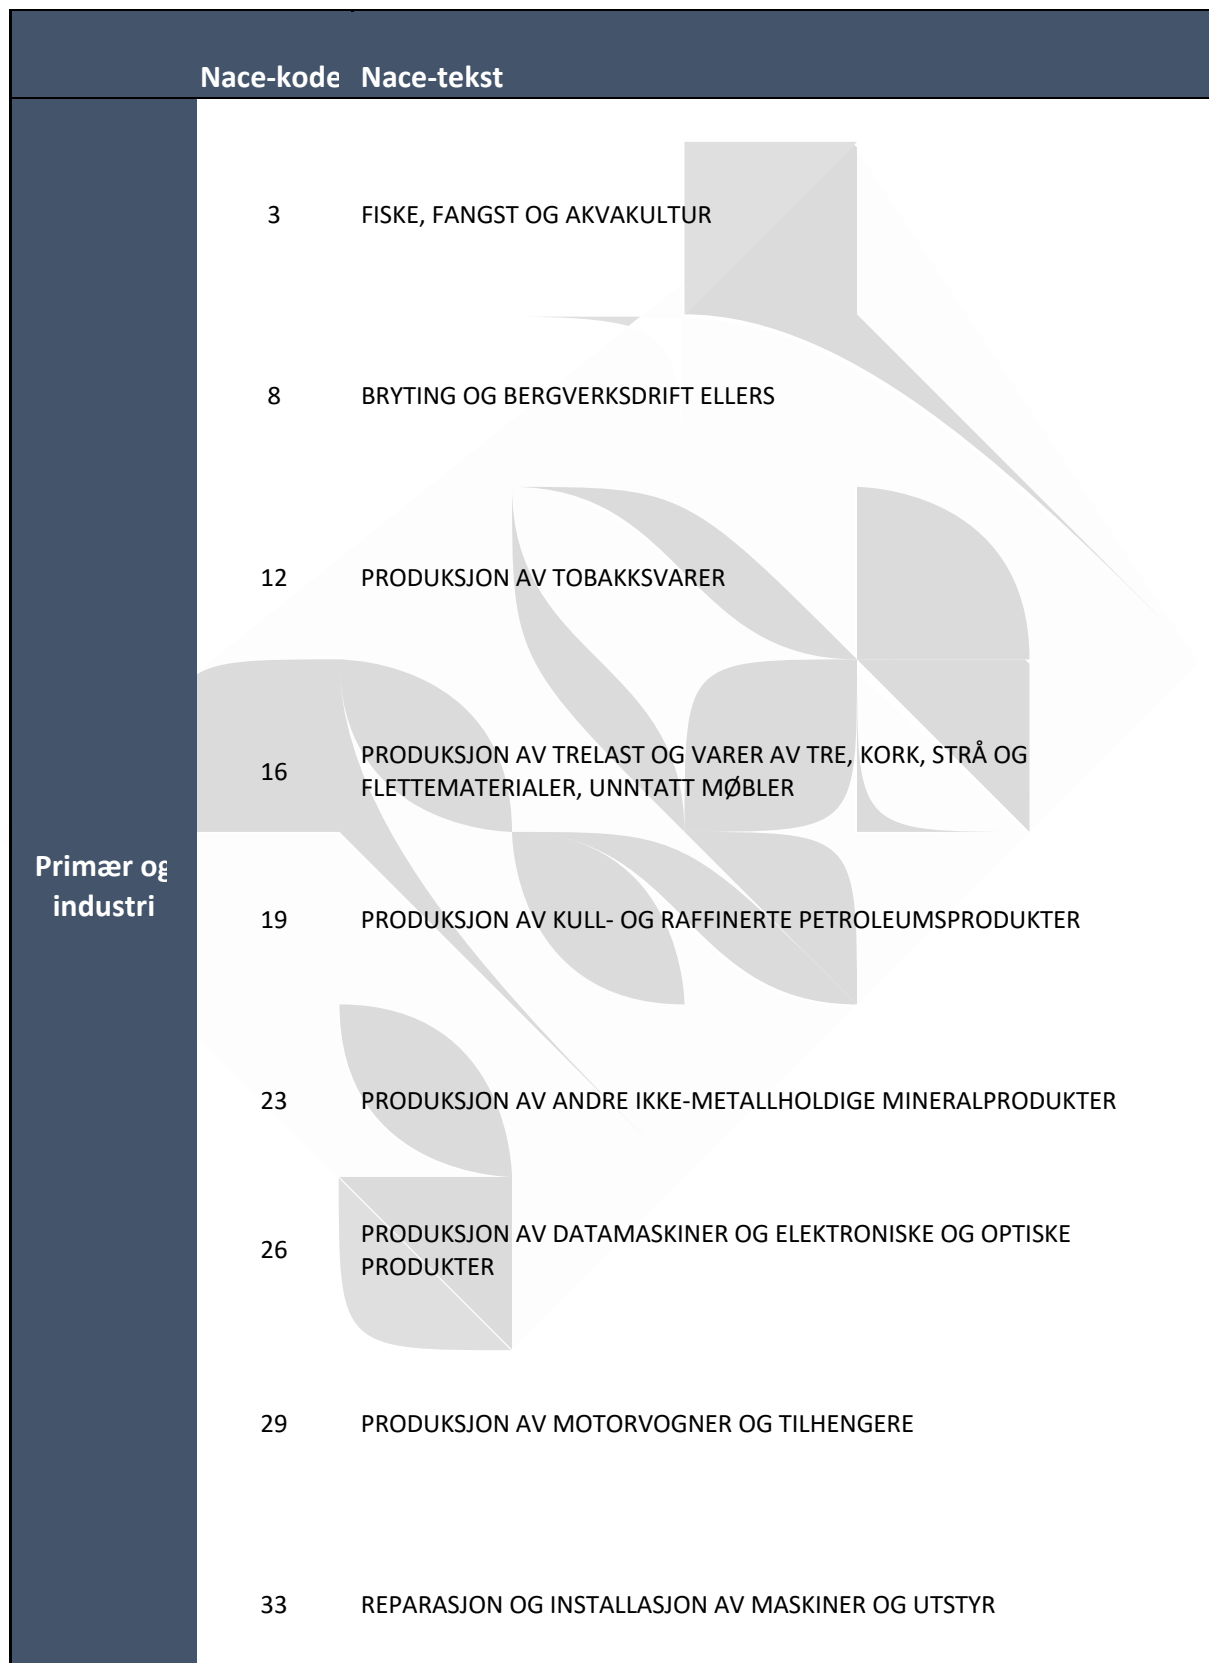 Nace-kode Nace-tekst
3 FISKE, FANGST OG AKVAKULTUR
8 BRYTING OG BERGVERKSDRIFT ELLERS
12 PRODUKSJON AV TOBAKKSVARER
16 PRODUKSJON AV TRELAST OG VARER AV TRE, KORK, STRÅ OG
FLETTEMATERIALER, UNNTATT MØBLER
Primær og
industri
19 PRODUKSJON AV KULL- OG RAFFINERTE PETROLEUMSPRODUKTER
23 PRODUKSJON AV ANDRE IKKE-METALLHOLDIGE MINERALPRODUKTER
26 PRODUKSJON AV DATAMASKINER OG ELEKTRONISKE OG OPTISKE
PRODUKTER
29 PRODUKSJON AV MOTORVOGNER OG TILHENGERE
33 REPARASJON OG INSTALLASJON AV MASKINER OG UTSTYR